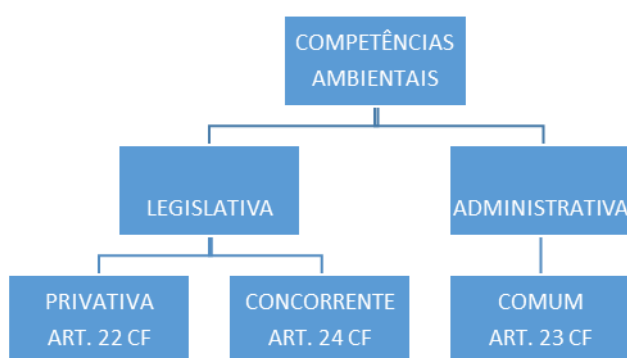 COMPETÊNCIAS
AMBIENTAIS
LEGISLATIVA
ADMINISTRATIVA
PRIVATIVA
ART. 22 CF
CONCORRENTE
ART. 24 CF
COMUM
ART. 23 CF